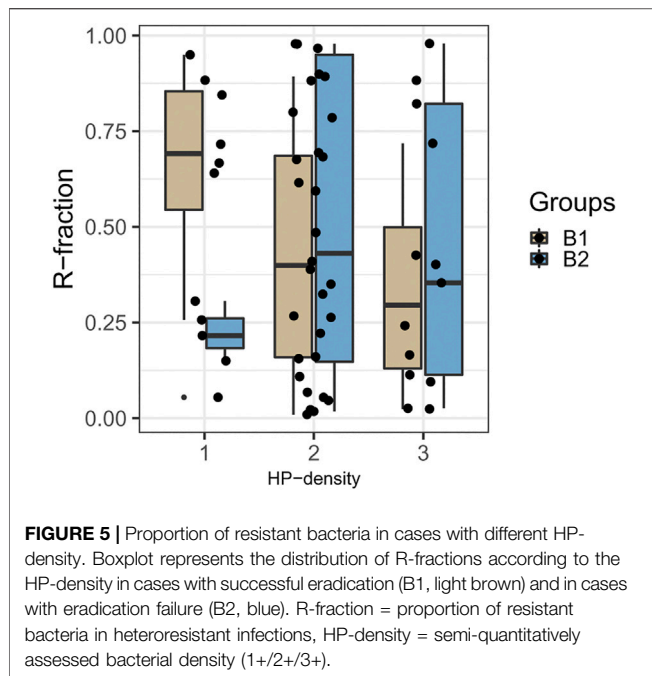 1.00
0.75
0.50
0.25
0.00
R-fraction
1 2 3
HP-density
Groups
B1
B2
FIGURE 5 | Proportion of resistant bacteria in cases with different HP-
density. Boxplot represents the distribution of R-fractions according to the
HP-density in cases with successful eradication (B1, light brown) and in cases
with eradication failure (B2, blue). R-fraction = proportion of resistant
bacteria in heteroresistant infections, HP-density = semi-quantitatively
assessed bacterial density (1+/2+/3+).